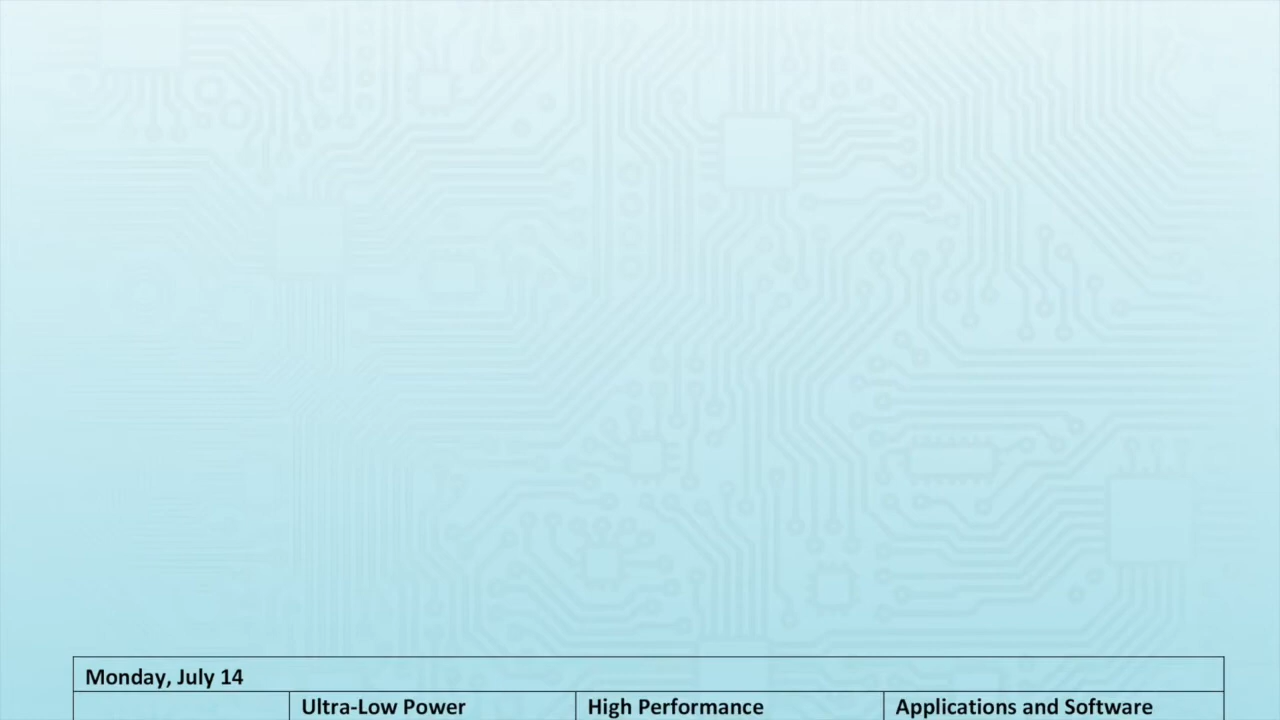 Monday, July 14
Ultra-Low Power High Performance Applications and Software